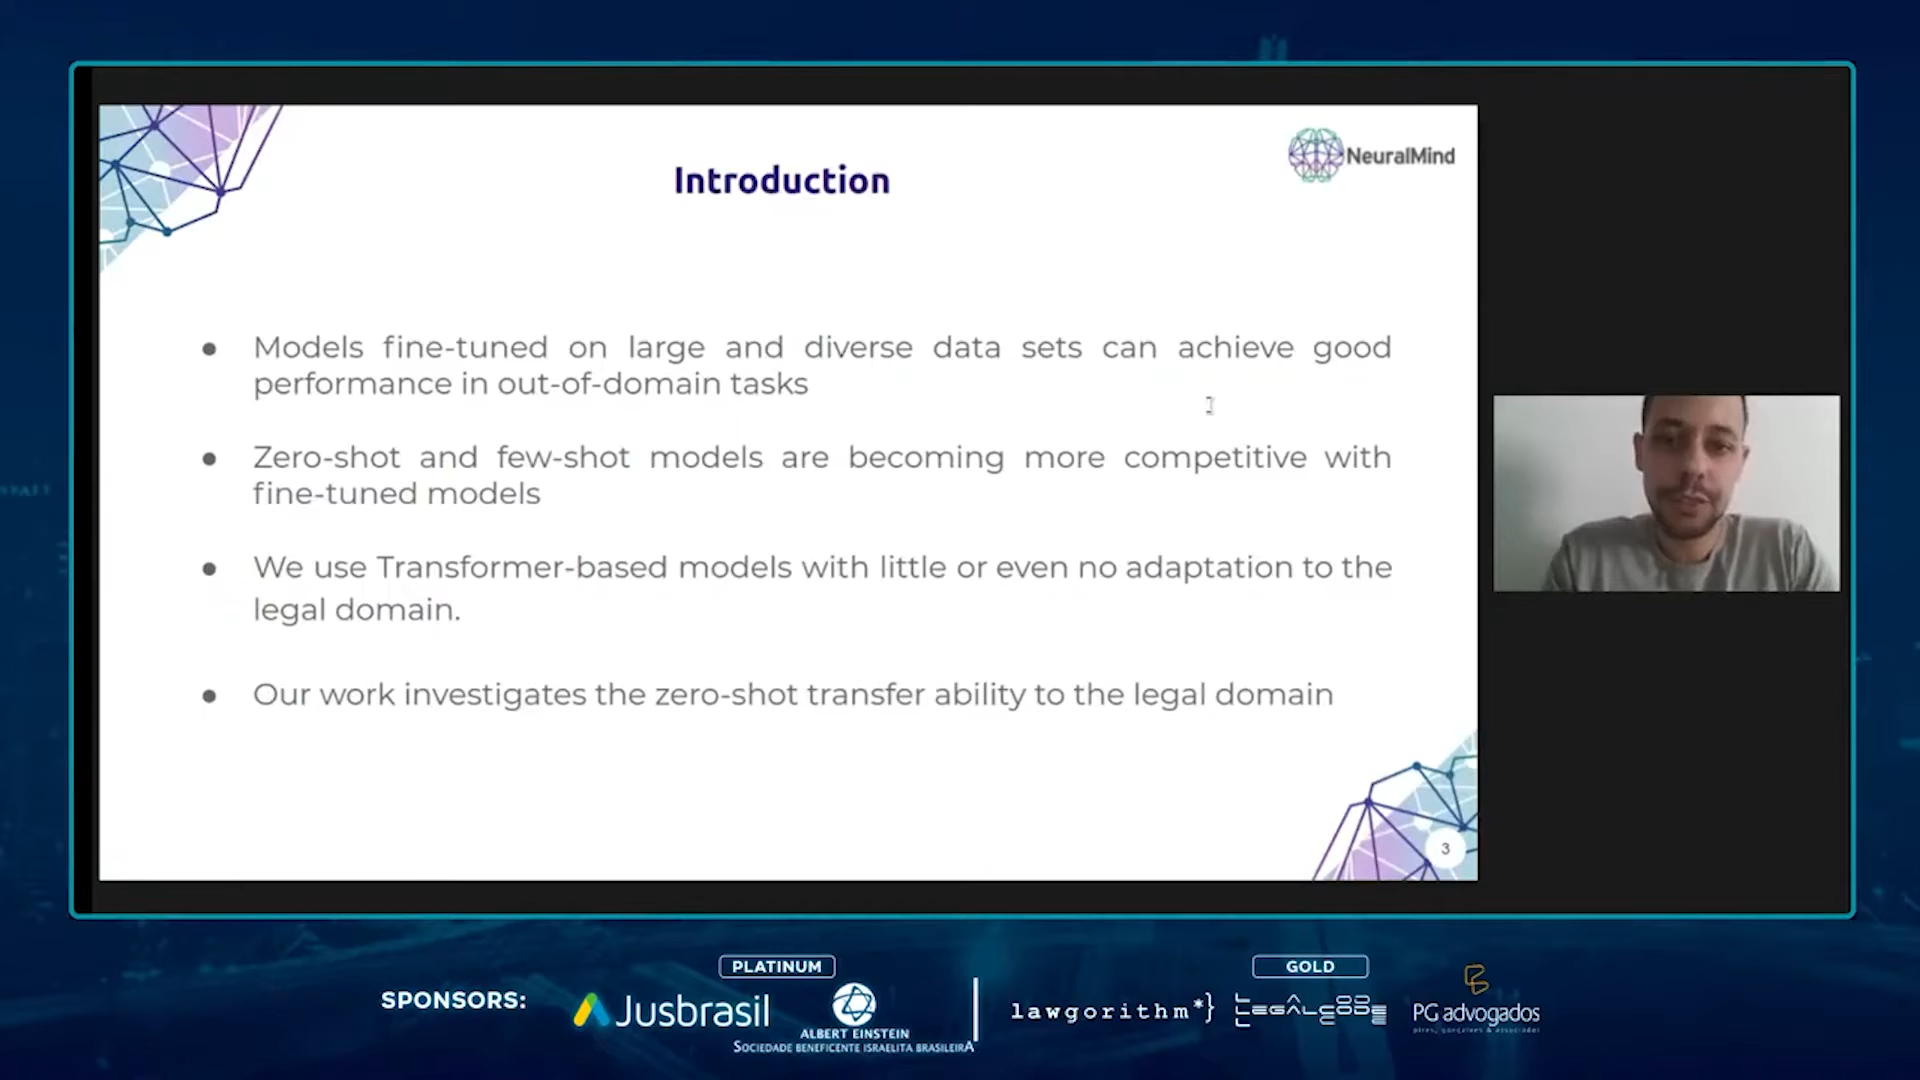 Introduction
NeuralMind
● Models fine-tuned on large and diverse data sets can achieve good
performance in out-of-domain tasks
● Zero-shot and few-shot models are becoming more competitive with
fine-tuned models
● We use Transformer-based models with little or even no adaptation to the
legal domain.
● Our work investigates the zero-shot transfer ability to the legal domain
3
SPONSORS:
PLATINUM
Jusbrasil
ALBERT EINSTEIN
SOCIEDADE BENEFICENTE ISRAELITA BRASILEIRA
GOLD
lawgorithm*}
LEGALCODE
PG advogados